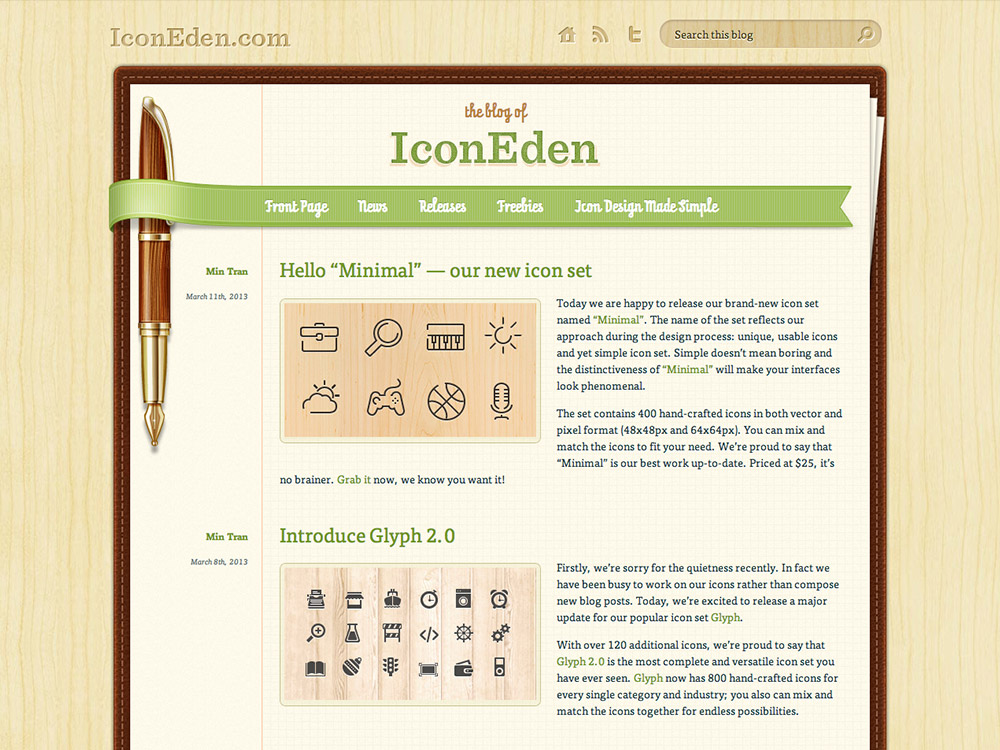 IconEden.com
Search this blog
the blog of
IconEden
Front Page News Releases Freebies Icon Design Made Simple
Min Tran
March 11th, 2013
Hello “Minimal” — our new icon set
Today we are happy to release our brand-new icon set
named “Minimal”. The name of the set reflects our
approach during the design process: unique, usable icons
and yet simple icon set. Simple doesn’t mean boring and
the distinctiveness of “Minimal” will make your interfaces
look phenomenal.
The set contains 400 hand-crafted icons in both vector and
pixel format (48x48px and 64x64px). You can mix and
match the icons to fit your need. We’re proud to say that
“Minimal” is our best work up-to-date. Priced at $25, it’s
no brainer. Grab it now, we know you want it!
Min Tran
March 8th, 2013
Introduce Glyph 2.0
Firstly, we’re sorry for the quietness recently. In fact we
have been busy to work on our icons rather than compose
new blog posts. Today, we’re excited to release a major
update for our popular icon set Glyph.
With over 120 additional icons, we’re proud to say that
Glyph 2.0 is the most complete and versatile icon set you
have ever seen. Glyph now has 800 hand-crafted icons for
every single category and industry; you also can mix and
match the icons together for endless possibilities.